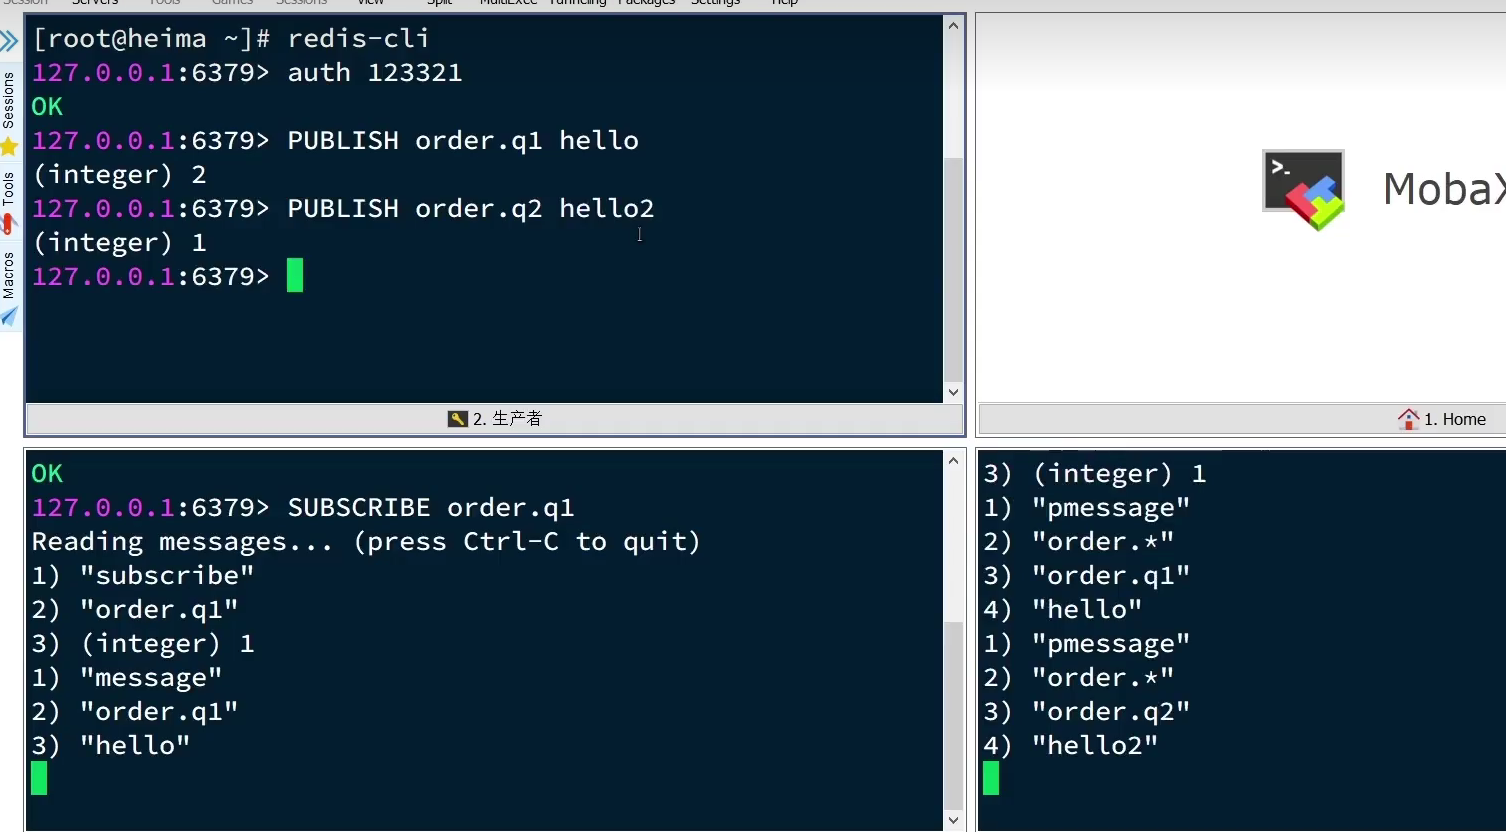 Session Servers Tools Games Sessions View Split MultiExec Tunneling Packages Settings Help
Sessions
Tools
Macros
[root@heima ~]# redis-cli
127.0.0.1:6379> auth 123321
OK
127.0.0.1:6379> PUBLISH order.q1 hello
(integer) 2
127.0.0.1:6379> PUBLISH order.q2 hello2
(integer) 1
127.0.0.1:6379>
2. 生产者
>_
MobaX
1. Home
OK
127.0.0.1:6379> SUBSCRIBE order.q1
Reading messages... (press Ctrl-C to quit)
1) "subscribe"
2) "order.q1"
3) (integer) 1
1) "message"
2) "order.q1"
3) "hello"
3) (integer) 1
1) "pmessage"
2) "order.*"
3) "order.q1"
4) "hello"
1) "pmessage"
2) "order.*"
3) "order.q2"
4) "hello2"